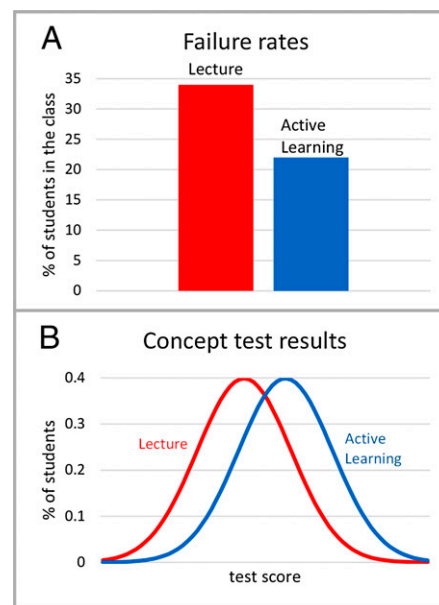 A
Failure rates
Lecture
Active
Learning
% of students in the class
35
30
25
20
15
10
5
0
B
Concept test results
Lecture
Active
Learning
% of students
0.4
0.3
0.2
0.1
0
test score